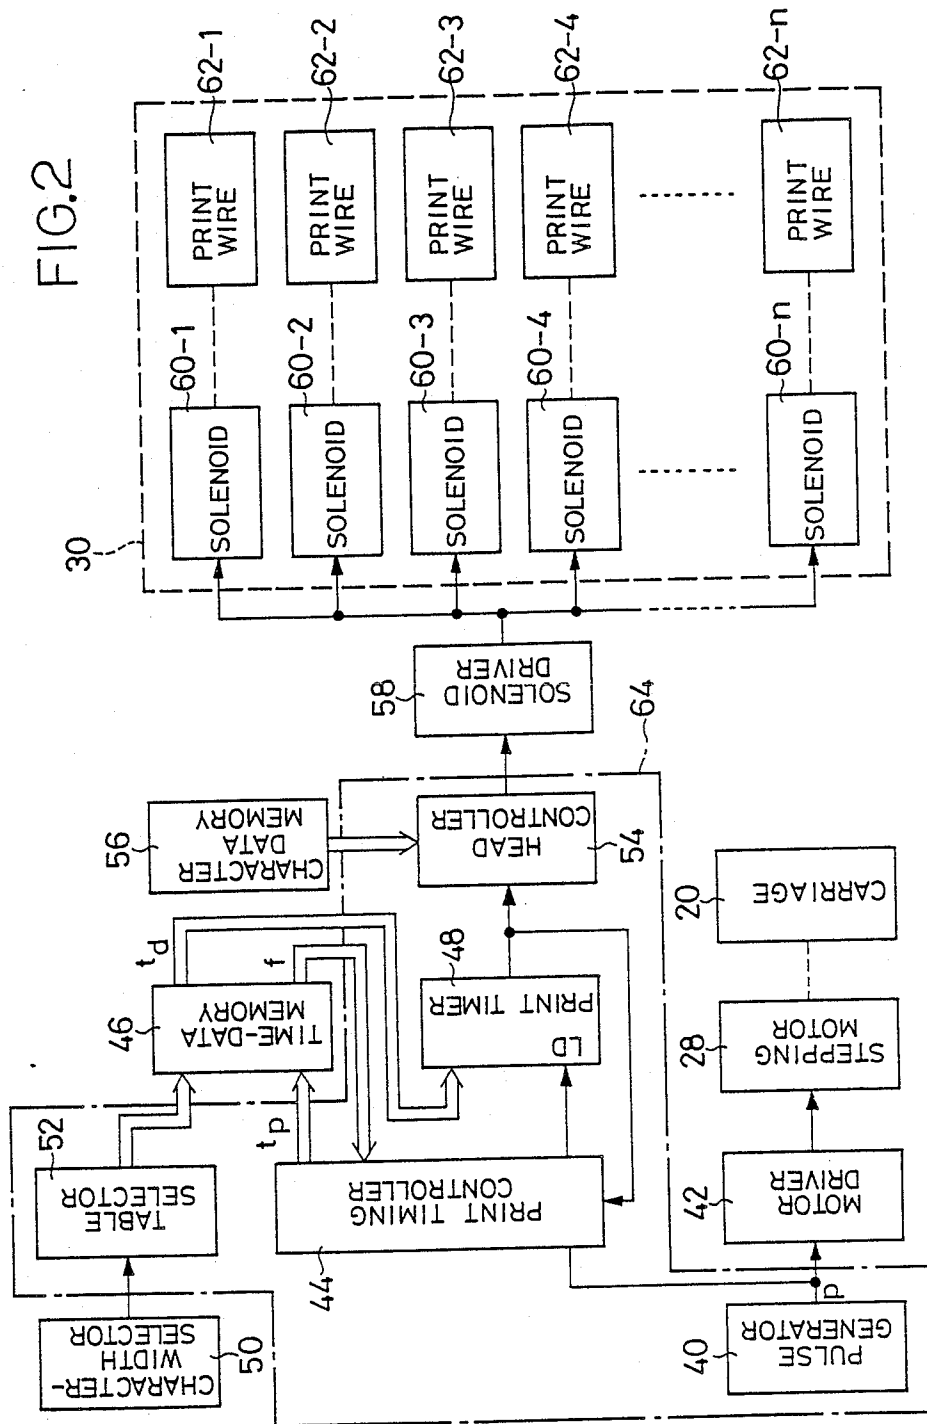 FIG.2
CHARACTER-
WIDTH
SELECTOR
50
TABLE
SELECTOR
52
TIME-DATA
MEMORY
46
t_d
f
t_p
CHARACTER
DATA
MEMORY
56
PRINT TIMING
CONTROLLER
44
LD
PRINT TIMER
48
HEAD
CONTROLLER
54
SOLENOID
DRIVER
58
64
PULSE
GENERATOR
40
p
MOTOR
DRIVER
42
STEPPING
MOTOR
28
CARRIAGE
20
30
SOLENOID
60-1
PRINT
WIRE
62-1
SOLENOID
60-2
PRINT
WIRE
62-2
SOLENOID
60-3
PRINT
WIRE
62-3
SOLENOID
60-4
PRINT
WIRE
62-4
SOLENOID
60-n
PRINT
WIRE
62-n